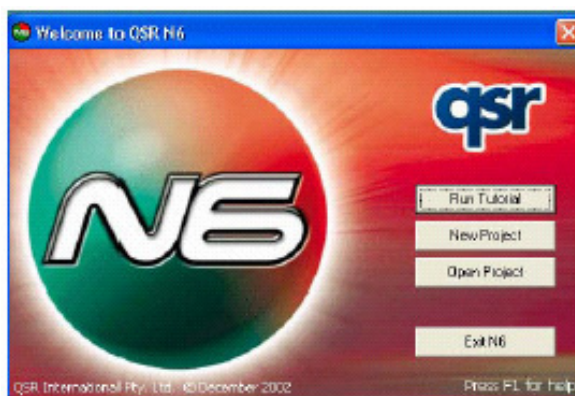 Welcome to QSR N6
qsr
N6
Run Tutorial
New Project
Open Project
Exit N6
QSR International Pty. Ltd. ©December 2002
Press F1 for help